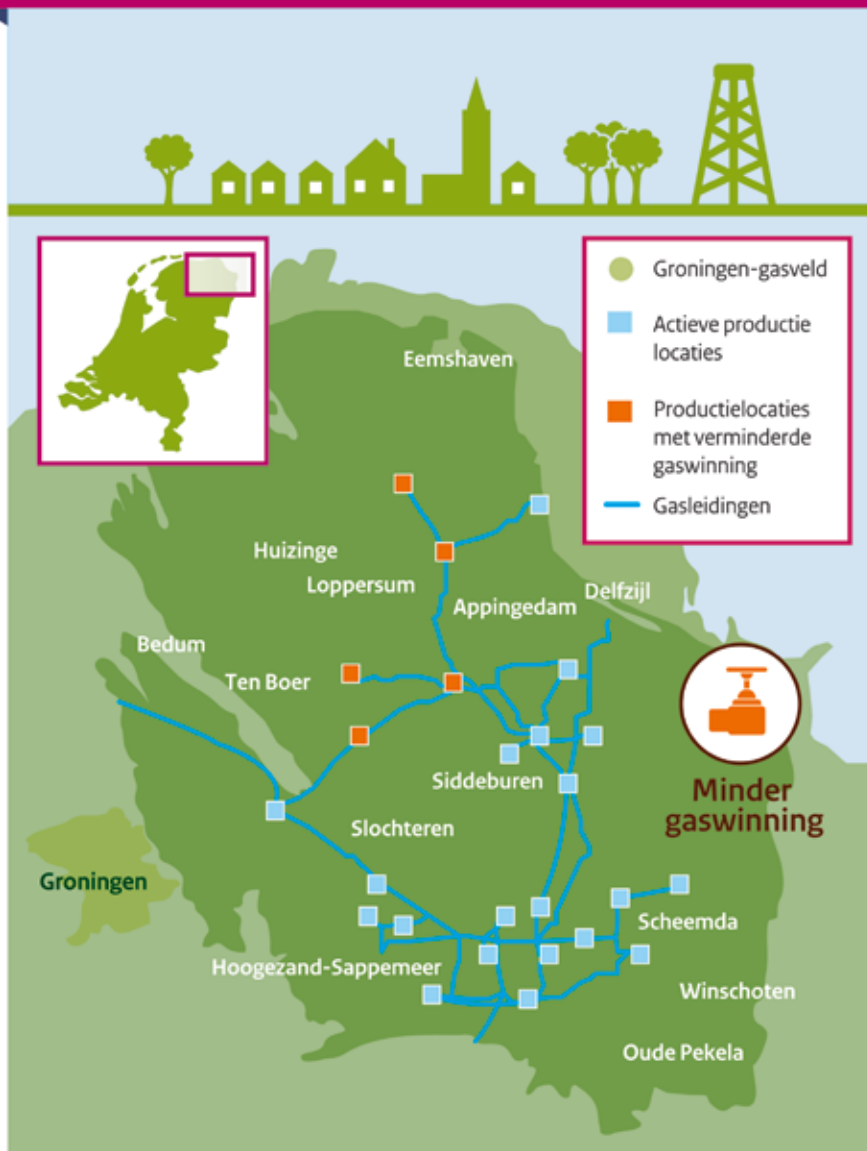 Groningen-gasveld
Actieve productie
locaties
Productielocaties
met verminderde
gaswinning
Gasleidingen
Eemshaven
Huizinge
Loppersum
Appingedam
Delfzijl
Bedum
Ten Boer
Siddeburen
Minder
gaswinning
Slochteren
Groningen
Scheemda
Hoogezand-Sappemeer
Winschoten
Oude Pekela